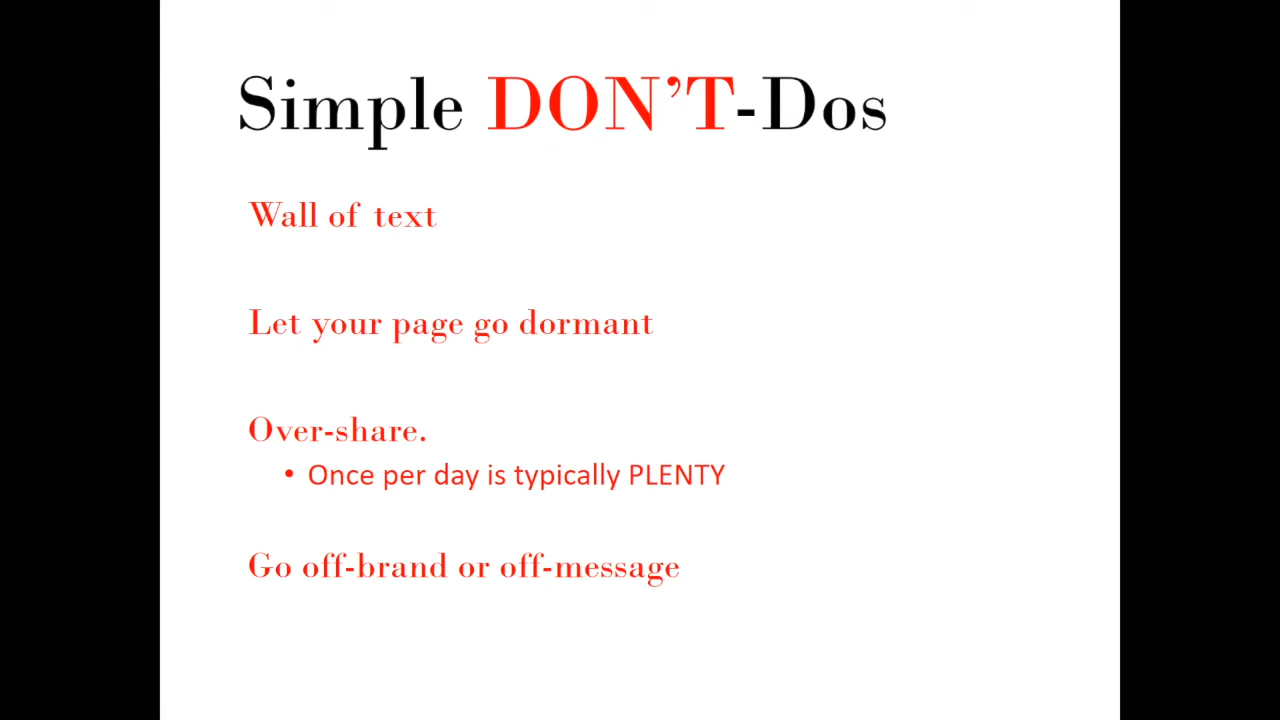 Simple DON’T-Dos
Wall of text
Let your page go dormant
Over-share.
• Once per day is typically PLENTY
Go off-brand or off-message